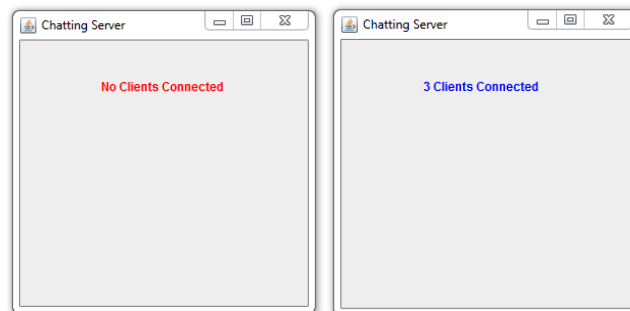 Chatting Server
No Clients Connected
Chatting Server
3 Clients Connected